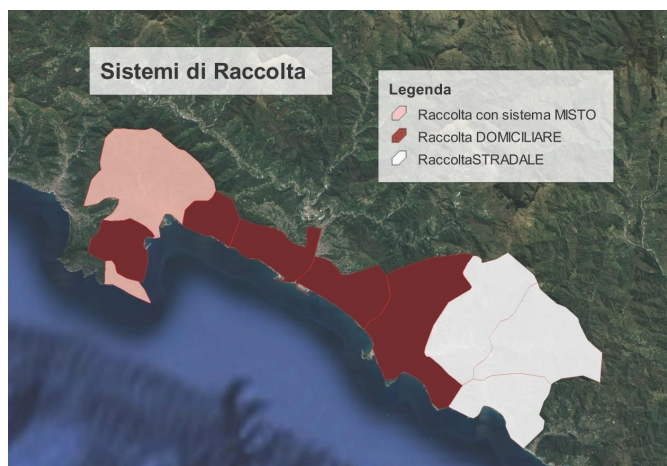 Sistemi di Raccolta
Legenda
Raccolta con sistema MISTO
Raccolta DOMICILIARE
RaccoltaSTRADALE